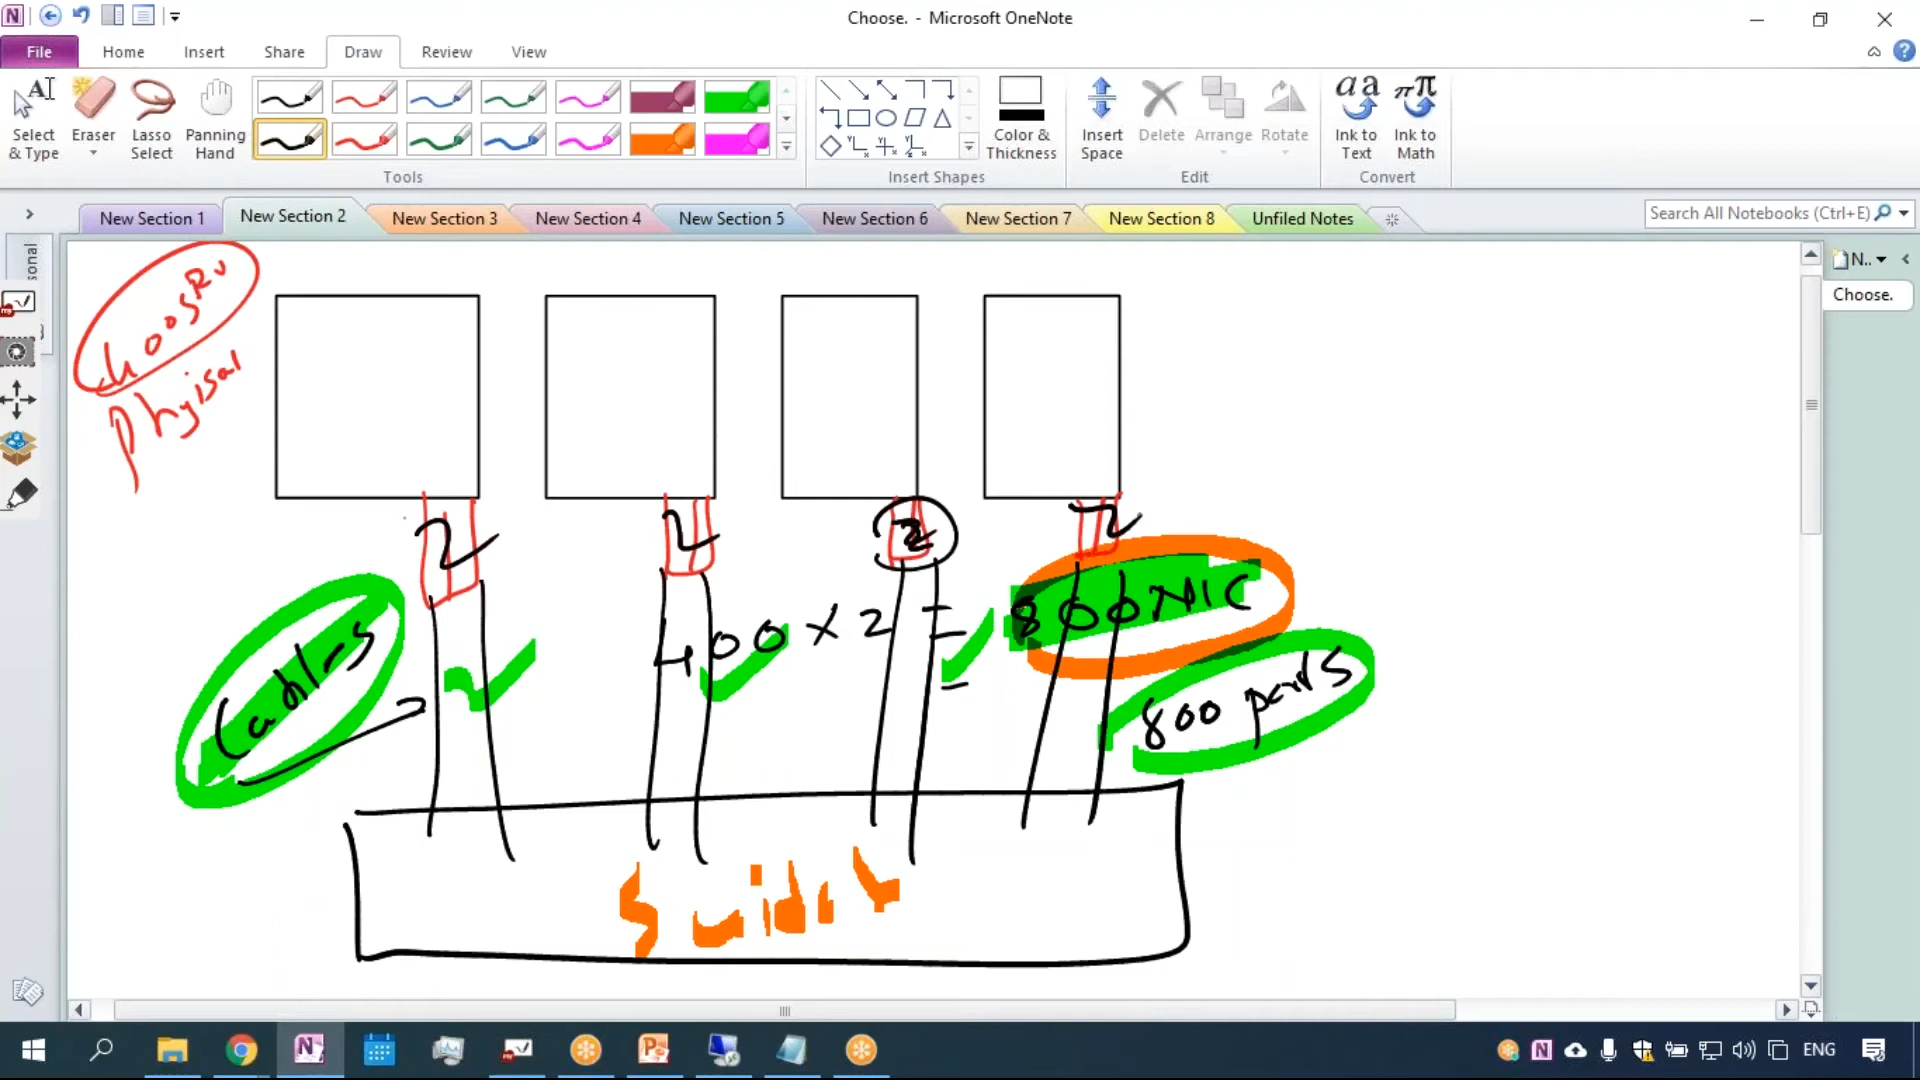 Choose. - Microsoft OneNote
File Home Insert Share Draw Review View
Select & Type
Eraser
Lasso Select
Panning Hand
Color & Thickness
Insert Space
Delete
Arrange
Rotate
Ink to Text
Ink to Math
Tools
Insert Shapes
Edit
Convert
New Section 1 New Section 2 New Section 3 New Section 4 New Section 5 New Section 6 New Section 7 New Section 8 Unfiled Notes
Search All Notebooks (Ctrl+E)
sonal
N..
Choose.
Phyisal
2 2 2 2
400 x 2 = 800 NIC
=
800 ports
Cables
ENG